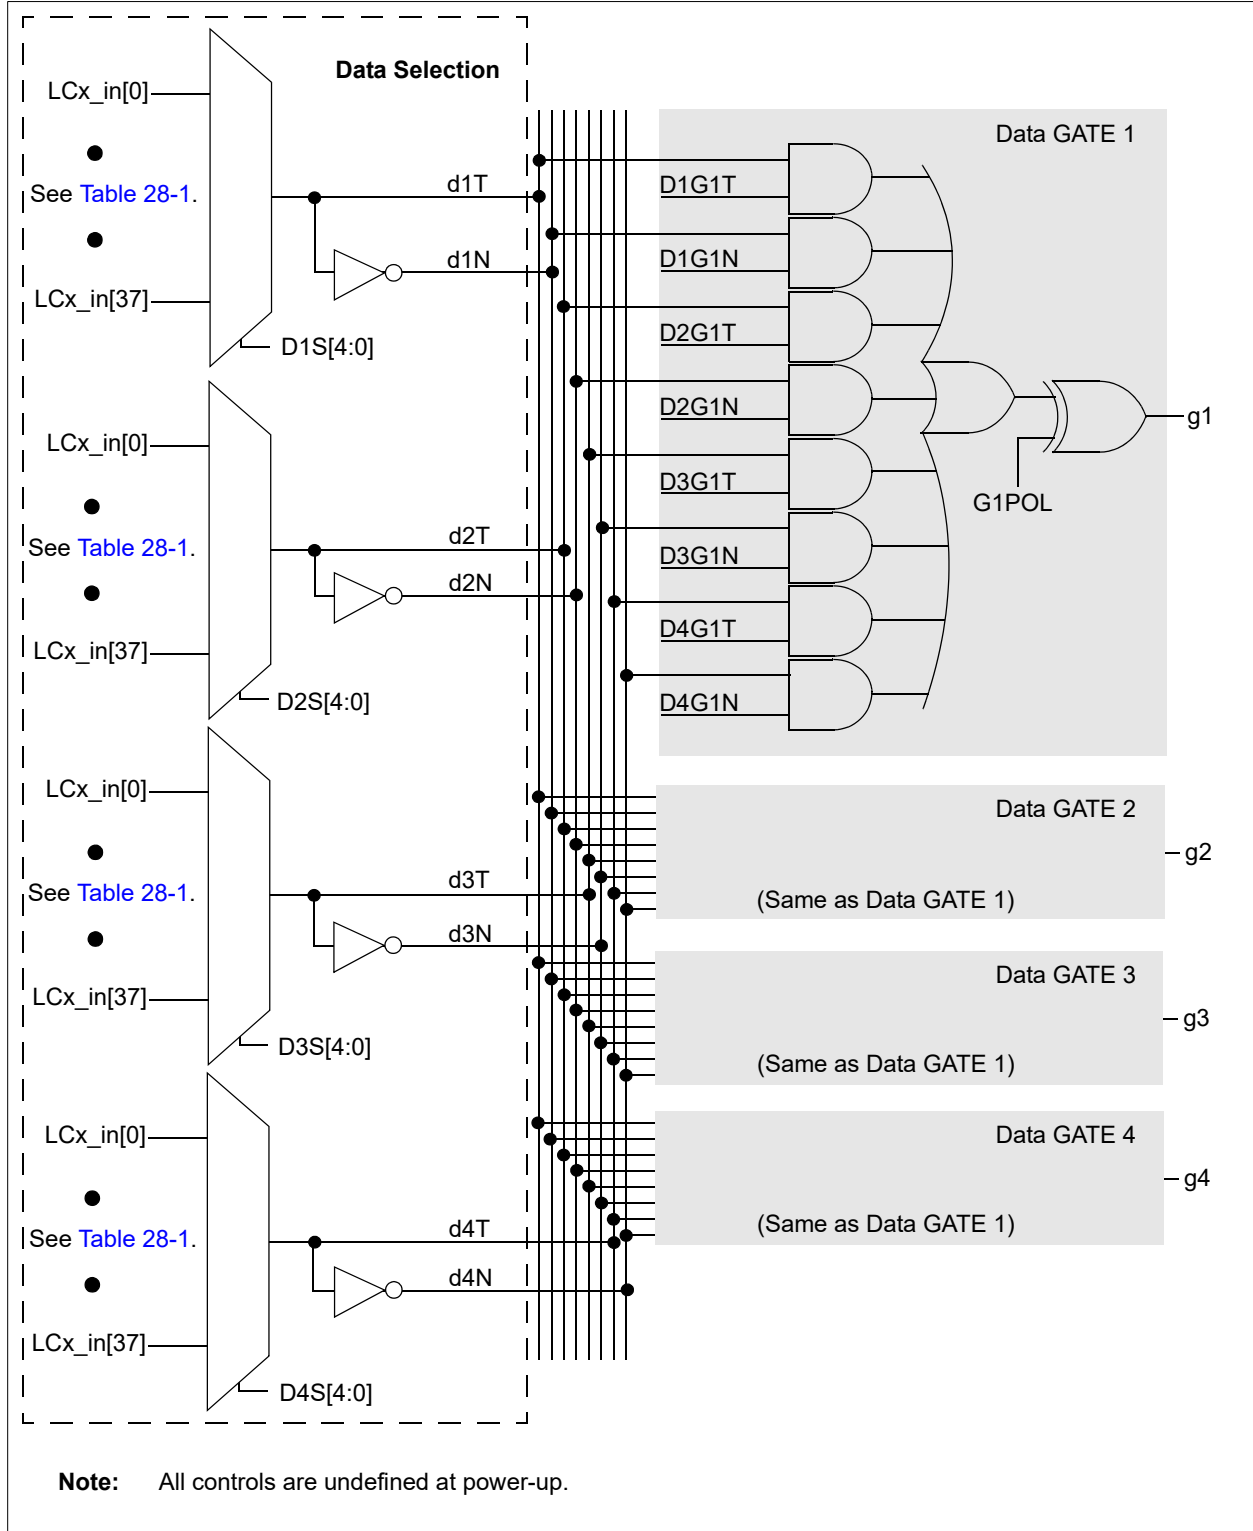 Data Selection
LCx_in[0]
See Table 28-1.
LCx_in[37]
D1S[4:0]
d1T
d1N
LCx_in[0]
See Table 28-1.
LCx_in[37]
D2S[4:0]
d2T
d2N
LCx_in[0]
See Table 28-1.
LCx_in[37]
D3S[4:0]
d3T
d3N
LCx_in[0]
See Table 28-1.
LCx_in[37]
D4S[4:0]
d4T
d4N
Data GATE 1
D1G1T
D1G1N
D2G1T
D2G1N
D3G1T
D3G1N
D4G1T
D4G1N
G1POL
g1
Data GATE 2
(Same as Data GATE 1)
g2
Data GATE 3
(Same as Data GATE 1)
g3
Data GATE 4
(Same as Data GATE 1)
g4
Note: All controls are undefined at power-up.